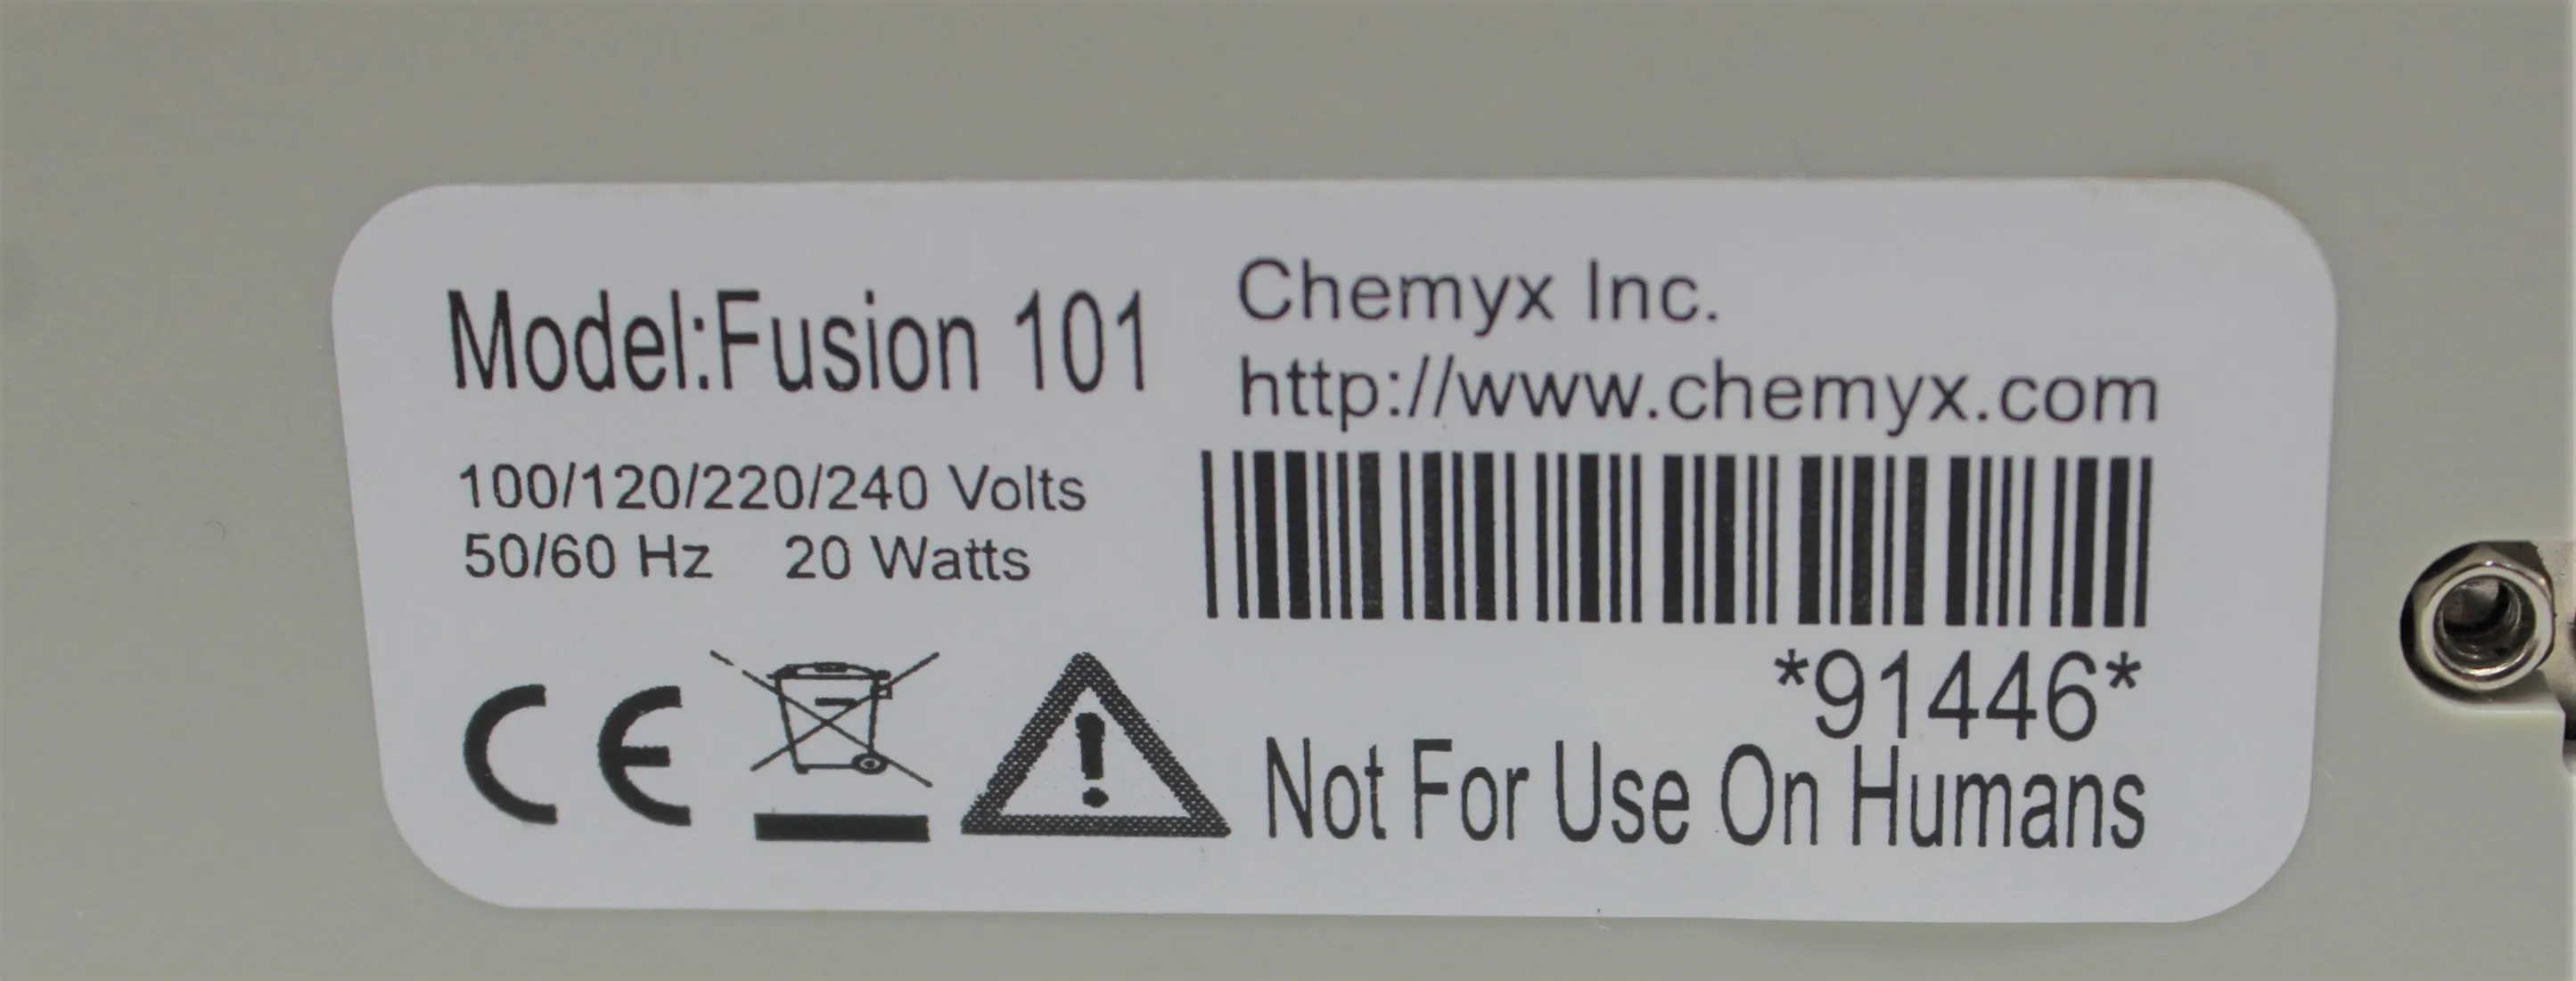 Model:Fusion 101
100/120/220/240 Volts
50/60 Hz 20 Watts
CE
Chemyx Inc.
http://www.chemyx.com
*91446*
Not For Use On Humans